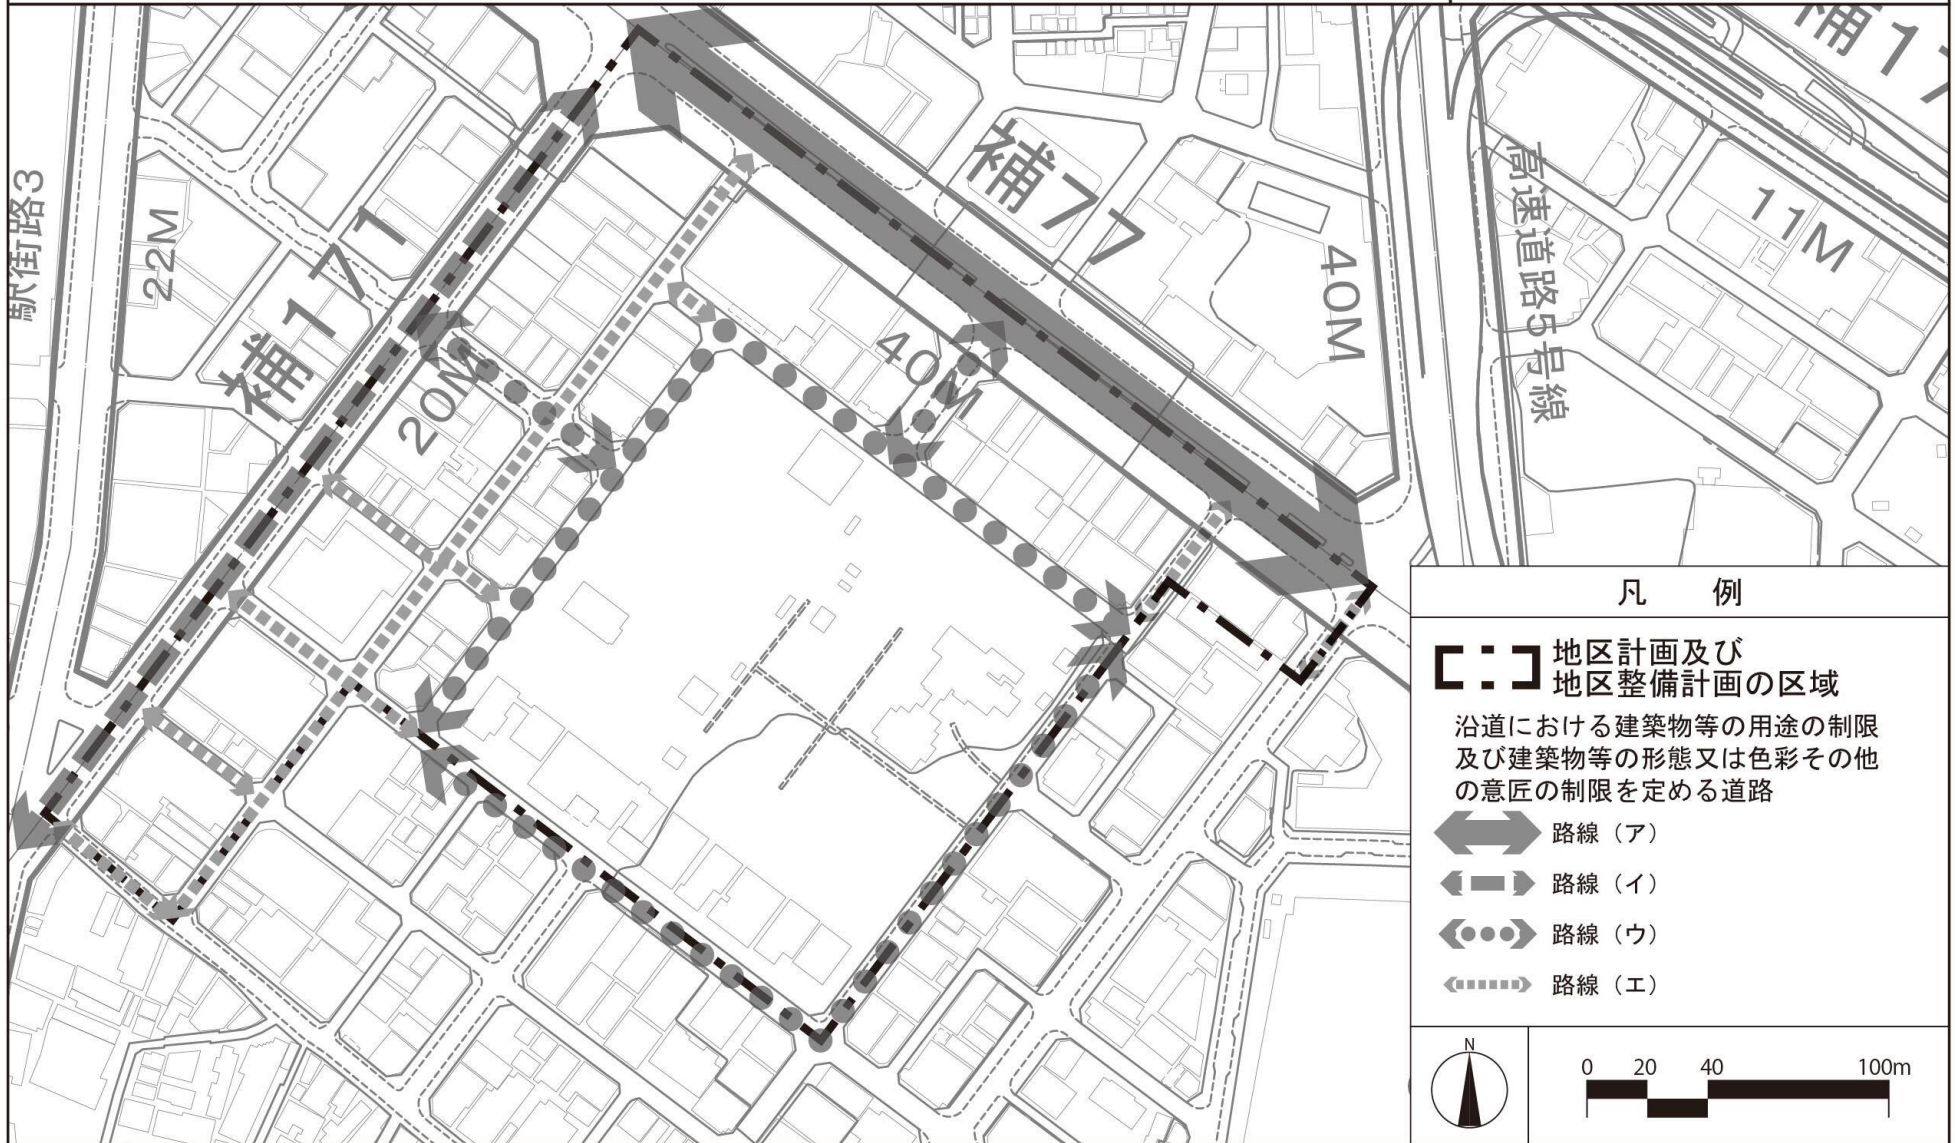 補17
駅街路3
22M
補171
20M
補77
40M
40M
高速道路5号線
11M
凡 例
地区計画及び
地区整備計画の区域
沿道における建築物等の用途の制限
及び建築物等の形態又は色彩その他
の意匠の制限を定める道路
路線（ア）
路線（イ）
路線（ウ）
路線（エ）
N
0 20 40 100m